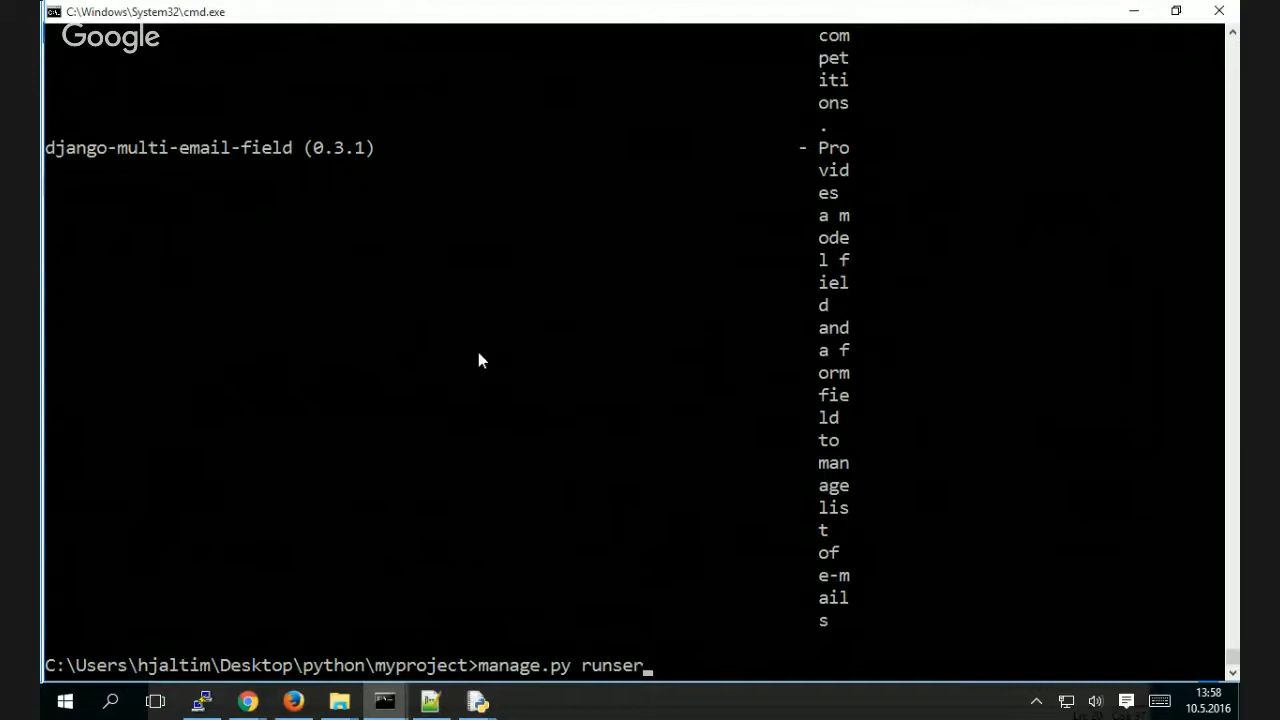 C:\Windows\System32\cmd.exe
Google
com
pet
iti
ons
.
django-multi-email-field (0.3.1) - Pro
vid
es
a m
ode
l f
iel
d
and
a f
orm
fie
ld
to
man
age
lis
t
of
e-m
ail
s
C:\Users\hjaltim\Desktop\python\myproject>manage.py runser_
13:58
10.5.2016